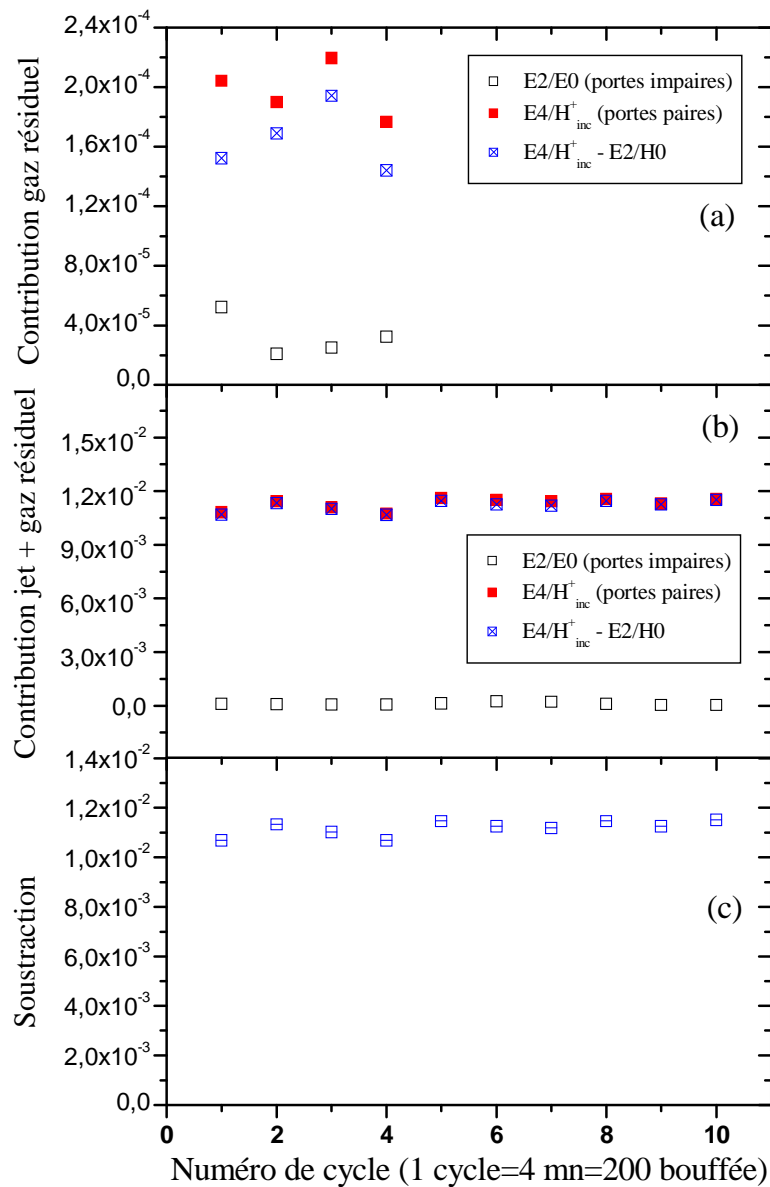 Contribution gaz résiduel
2,4x10-4
2,0x10-4
1,6x10-4
1,2x10-4
8,0x10-5
4,0x10-5
0,0
E2/E0 (portes impaires)
E4/H+inc (portes paires)
E4/H+inc - E2/H0
(a)
Contribution jet + gaz résiduel
1,5x10-2
1,2x10-2
9,0x10-3
6,0x10-3
3,0x10-3
0,0
(b)
E2/E0 (portes impaires)
E4/H+inc (portes paires)
E4/H+inc - E2/H0
Soustraction
1,4x10-2
1,2x10-2
1,0x10-2
8,0x10-3
6,0x10-3
4,0x10-3
2,0x10-3
0,0
(c)
0 2 4 6 8 10
Numéro de cycle (1 cycle=4 mn=200 bouffée)